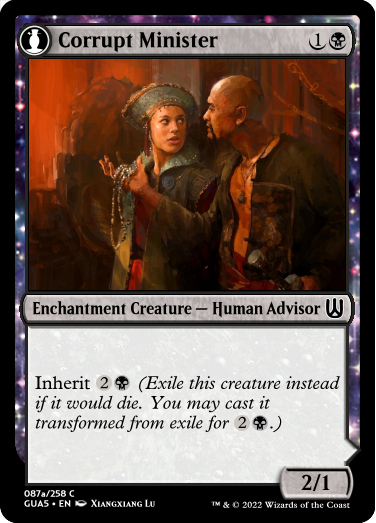 Corrupt Minister 1
Enchantment Creature — Human Advisor
Inherit 2 (Exile this creature instead
if it would die. You may cast it
transformed from exile for 2 .)
2/1
087a/258 C
GUA5 • EN XIANGXIANG LU
™ & © 2022 Wizards of the Coast